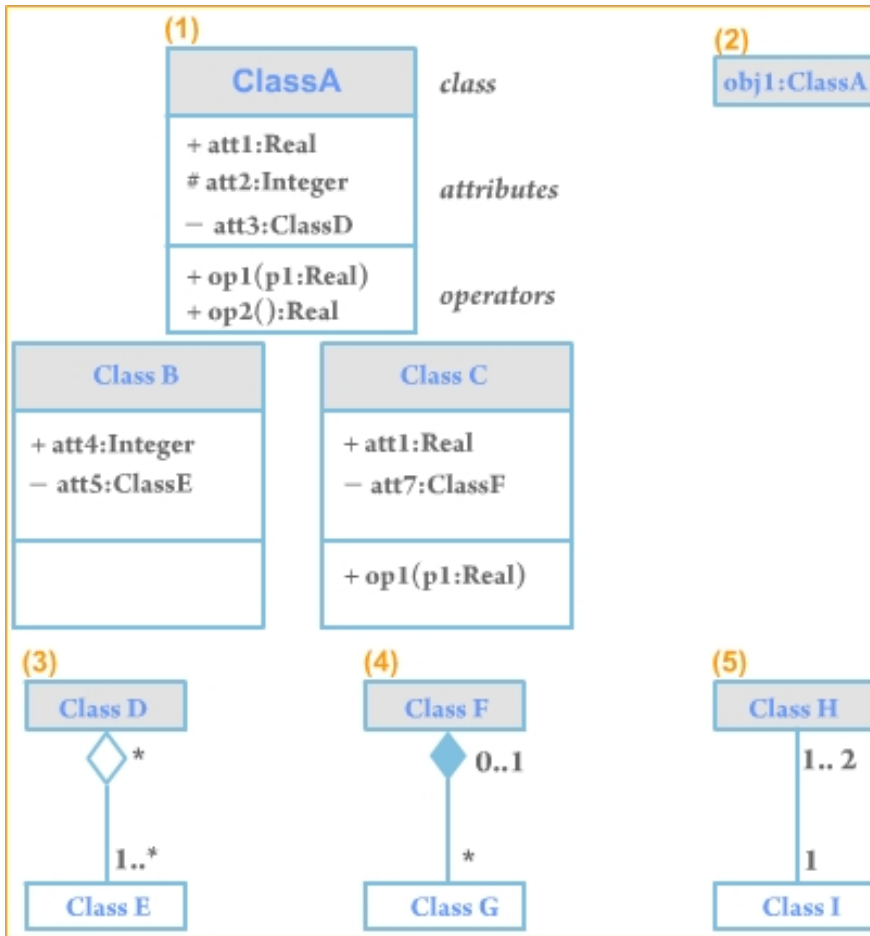 (1)
ClassA
class
+ att1:Real
# att2:Integer
− att3:ClassD
attributes
+ op1(p1:Real)
+ op2():Real
operators
(2)
obj1:ClassA
Class B
+ att4:Integer
− att5:ClassE
Class C
+ att1:Real
− att7:ClassF
+ op1(p1:Real)
(3)
Class D
*
1..*
Class E
(4)
Class F
0..1
*
Class G
(5)
Class H
1.. 2
1
Class I